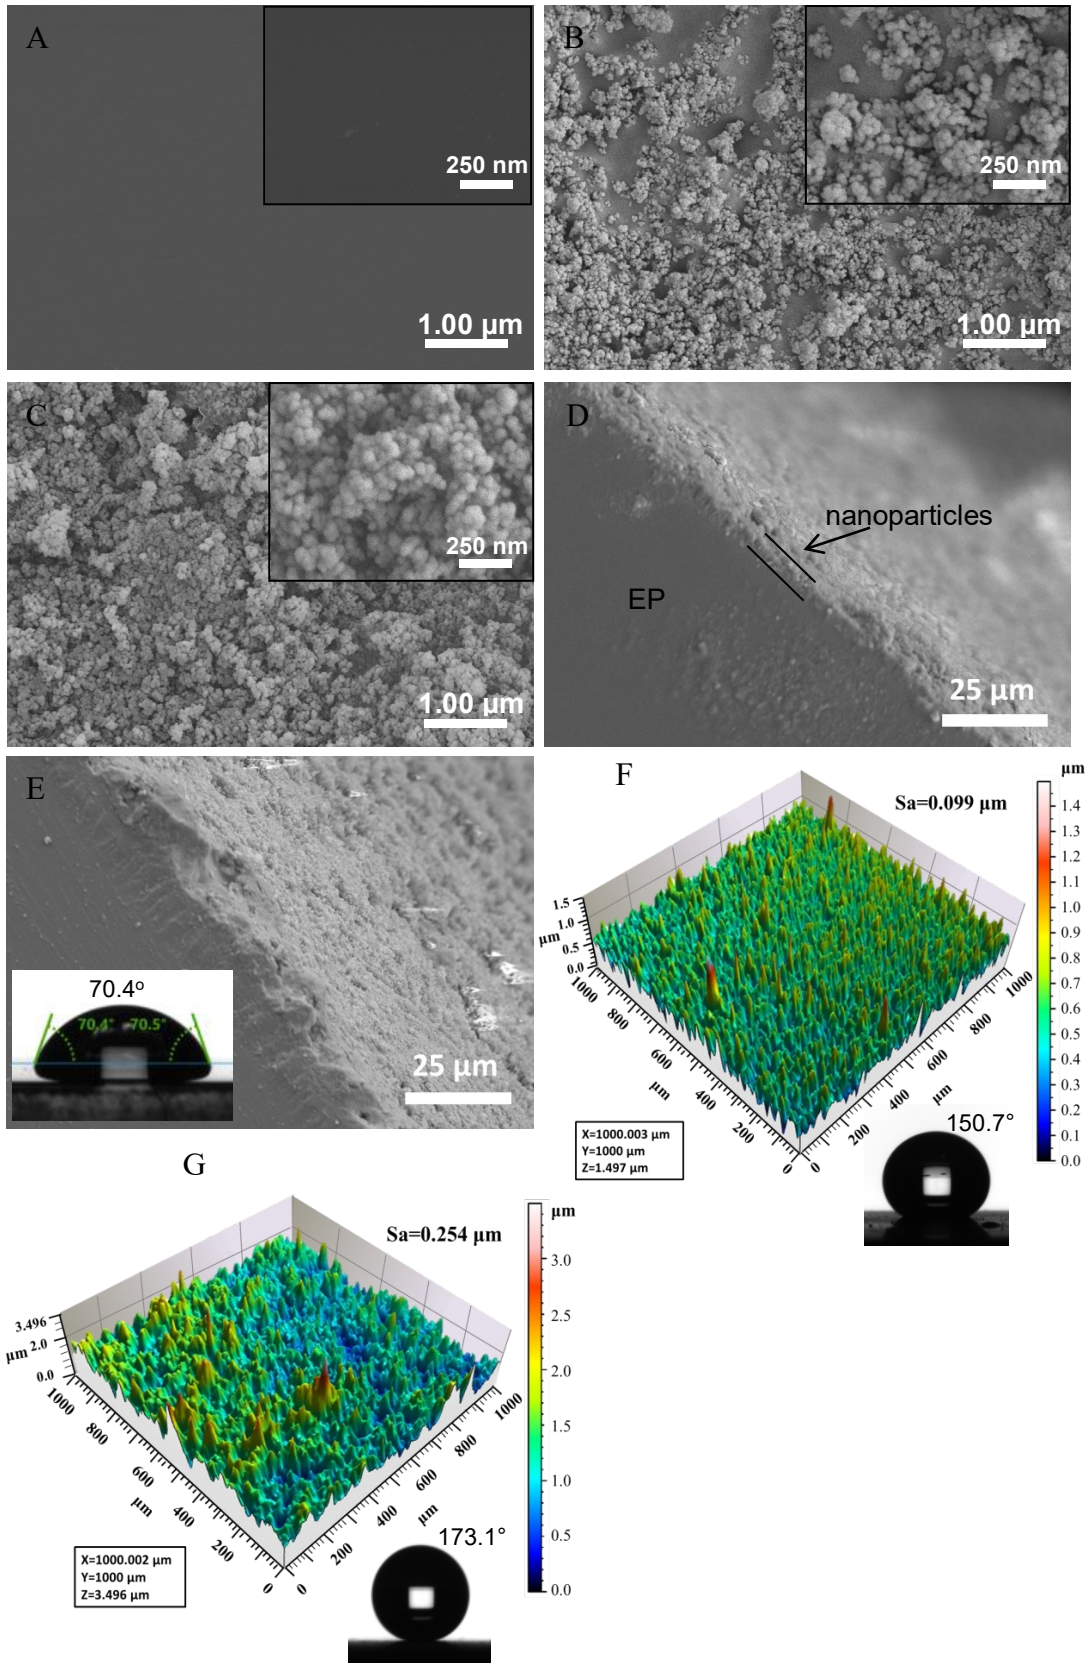 A
250 nm
1.00 μm
B
250 nm
1.00 μm
C
250 nm
1.00 μm
D
nanoparticles
EP
25 μm
E
70.4°
70.4° 70.5°
25 μm
F
Sa=0.099 μm
μm
1.4
1.3
1.2
1.1
1.0
0.9
0.8
0.7
0.6
0.5
0.4
0.3
0.2
0.1
0.0
1.5
1.0
μm
0.5
0.0
1000
800
600
μm
400
200
0
0
200
400
μm
600
800
1000
X=1000.003 μm
Y=1000 μm
Z=1.497 μm
150.7°
G
Sa=0.254 μm
μm
3.0
2.5
2.0
1.5
1.0
0.5
0.0
3.496
μm 2.0
0.0
1000
800
600
μm
400
200
0
0
200
400
μm
600
800
1000
X=1000.002 μm
Y=1000 μm
Z=3.496 μm
173.1°